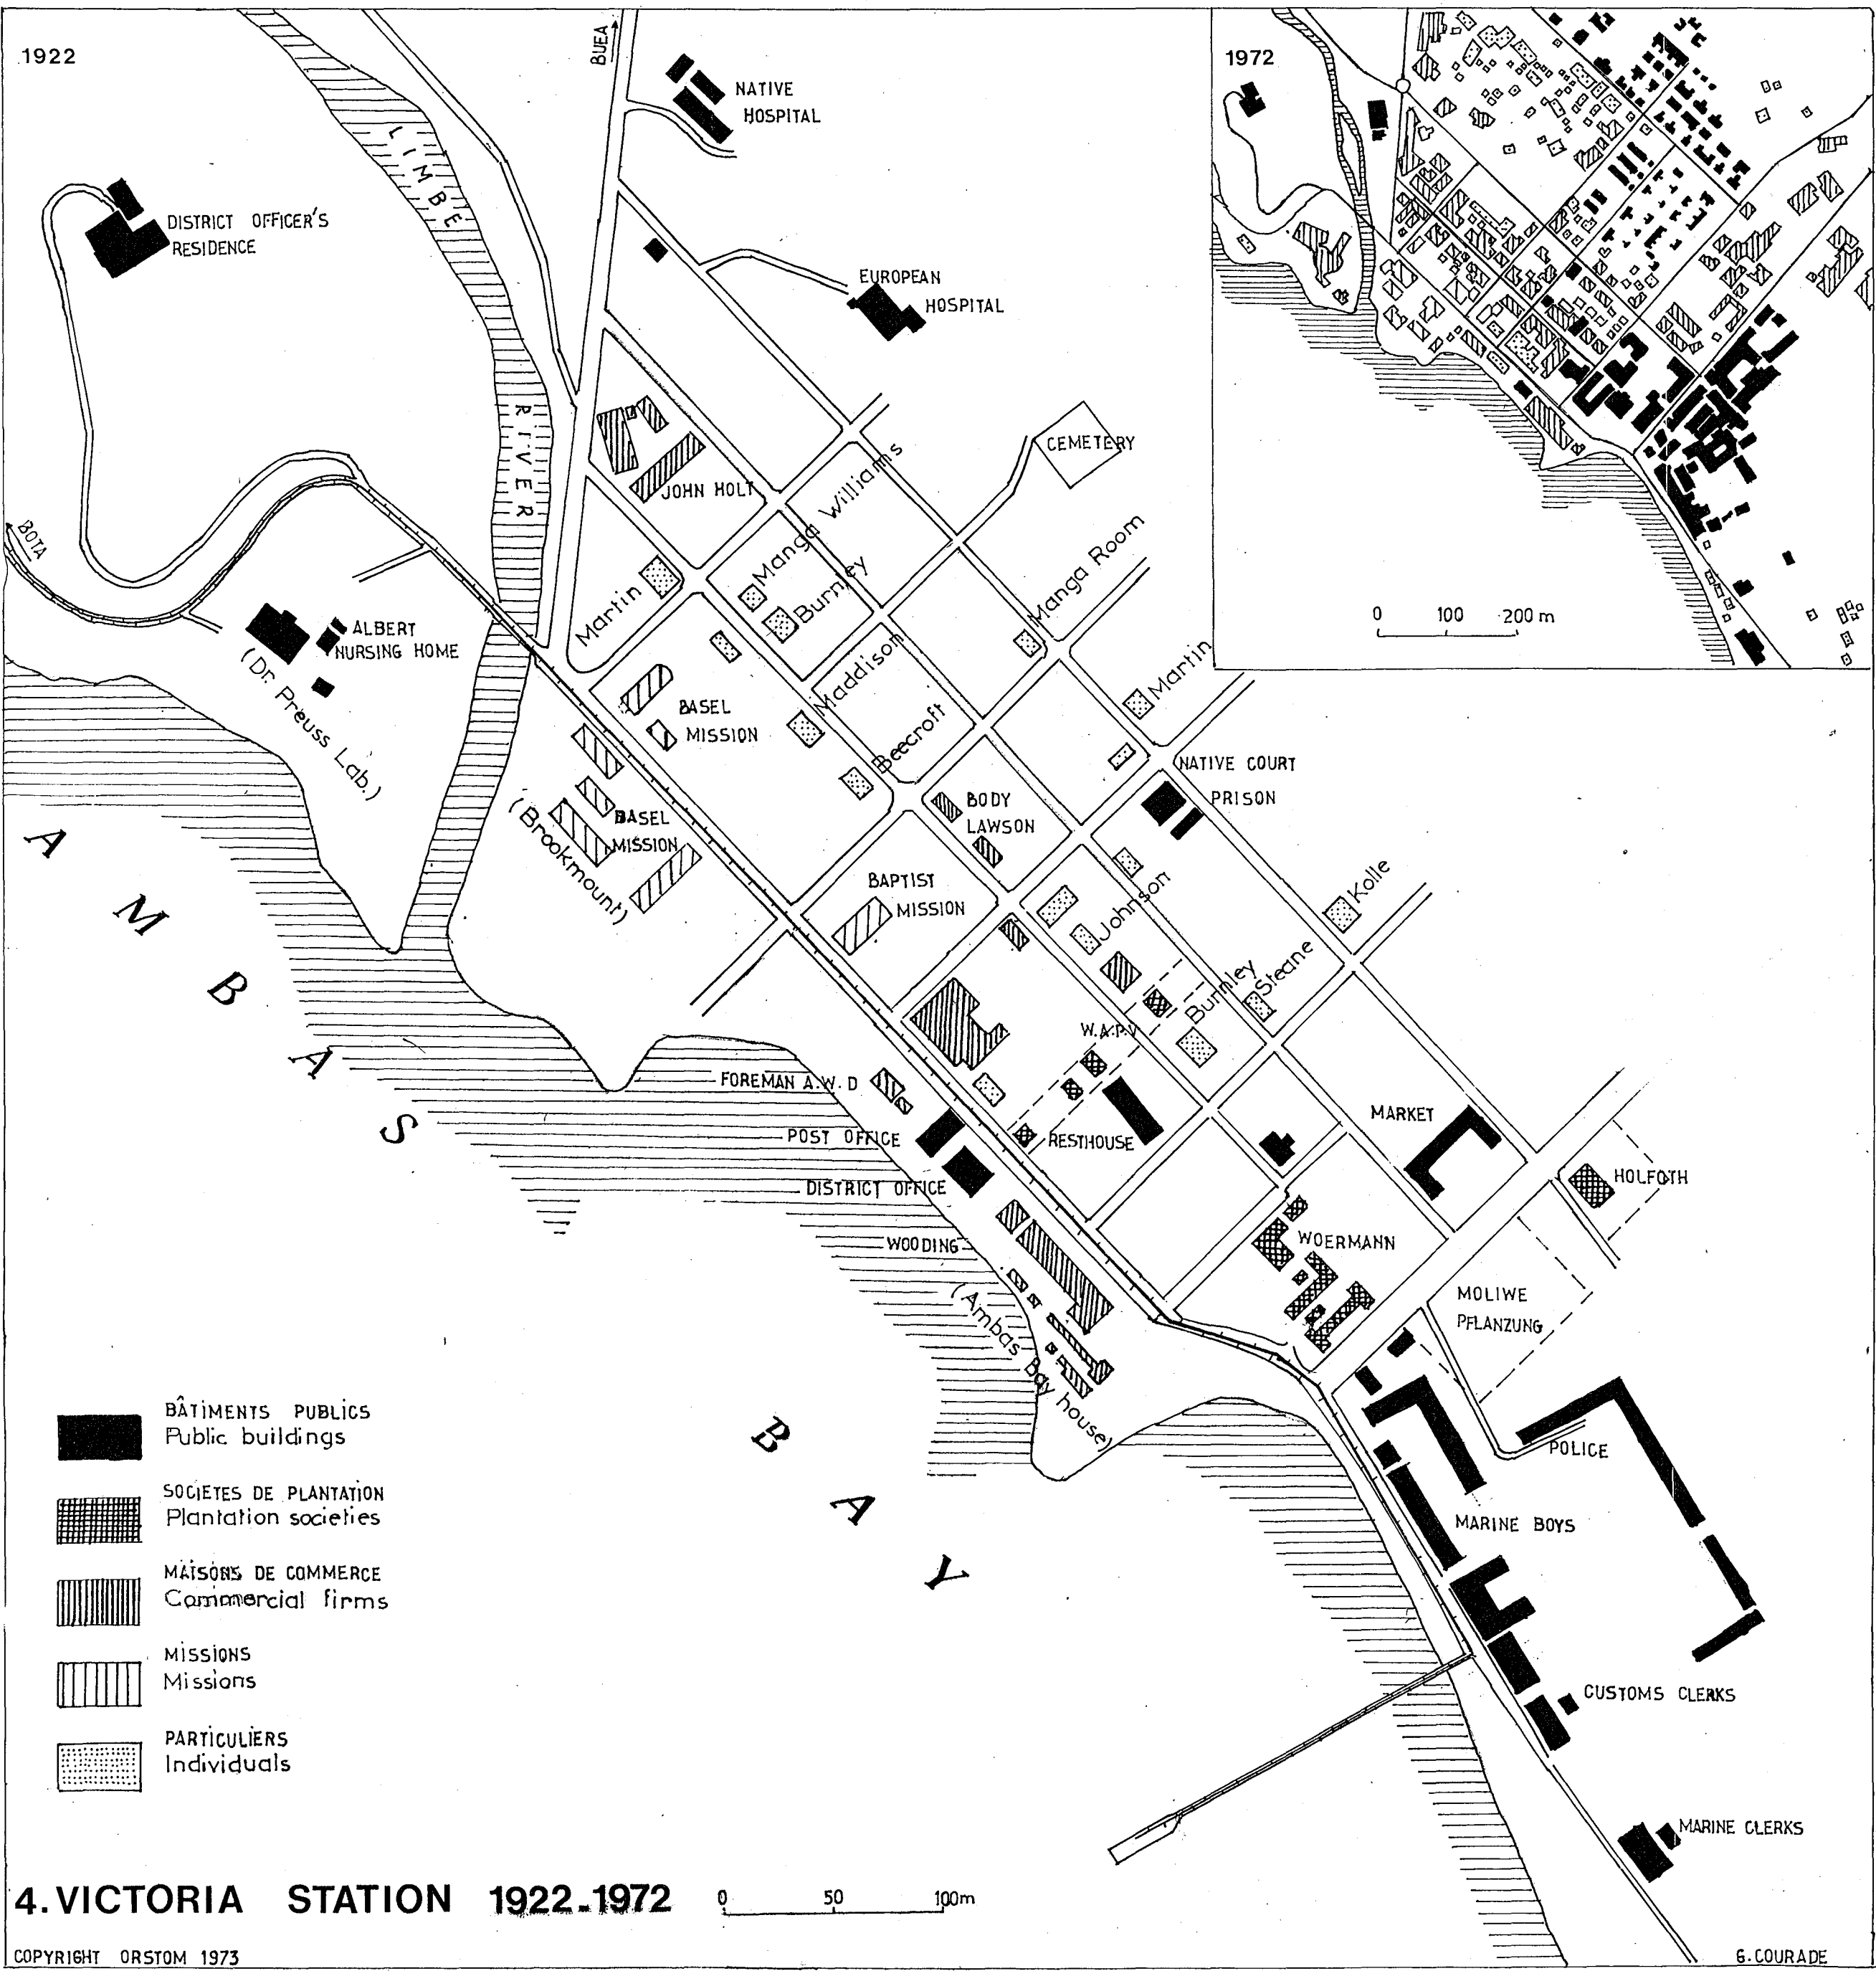 1922
BUEA
NATIVE
HOSPITAL
1972
0 100 200 m
LIMBE
RIVER
DISTRICT OFFICER'S
RESIDENCE
EUROPEAN
HOSPITAL
CEMETERY
JOHN HOLT
BOTA
Manga Williams
Burnley
Martin
Manga Room
Martin
ALBERT
NURSING HOME
(Dr. Preuss Lab.)
BASEL
MISSION
Maddison
Beecroft
NATIVE COURT
PRISON
BODY
LAWSON
BASEL
MISSION
(Brookmount)
BAPTIST
MISSION
Johnson
Kolle
Burnley
Steane
W.A.P.V
FOREMAN A.W.D
POST OFFICE
RESTHOUSE
DISTRICT OFFICE
MARKET
HOLFOTH
WOODING
WOERMANN
(Ambas Bay house)
MOLIWE
PFLANZUNG
AMBAS
BAY
POLICE
MARINE BOYS
CUSTOMS CLERKS
MARINE CLERKS
BÂTIMENTS PUBLICS
Public buildings
SOCIETES DE PLANTATION
Plantation societies
MAISONS DE COMMERCE
Commercial firms
MISSIONS
Missions
PARTICULIERS
Individuals
4. VICTORIA STATION 1922-1972
0 50 100m
COPYRIGHT ORSTOM 1973
G. COURADE